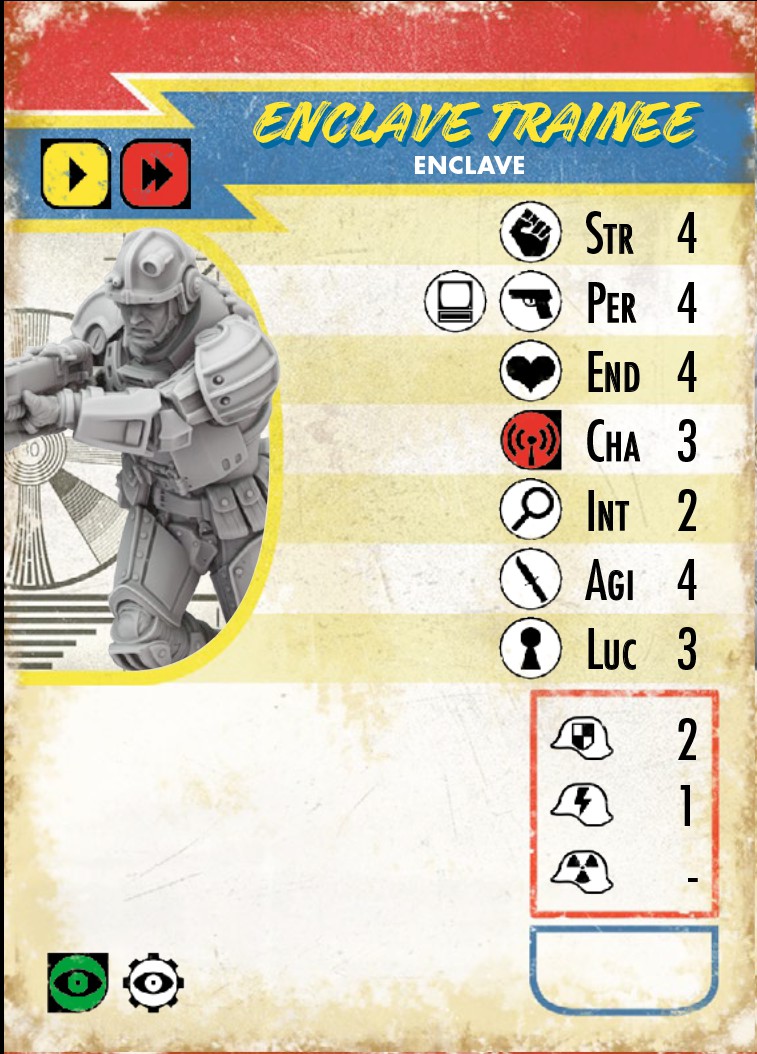 ENCLAVE TRAINEE
ENCLAVE
STR 4
PER 4
END 4
CHA 3
INT 2
AGI 4
LUC 3
2
1
-